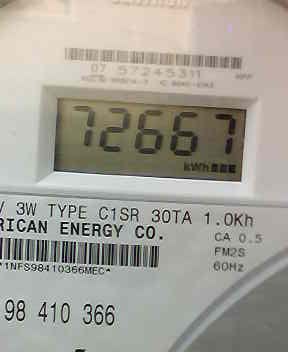 07 57245311
72667
kWh
V 3W TYPE C1SR 30TA 1.0Kh
RICAN ENERGY CO.
CA 0.5
FM2S
60Hz
*1NFS98410366MEC*
98 410 366